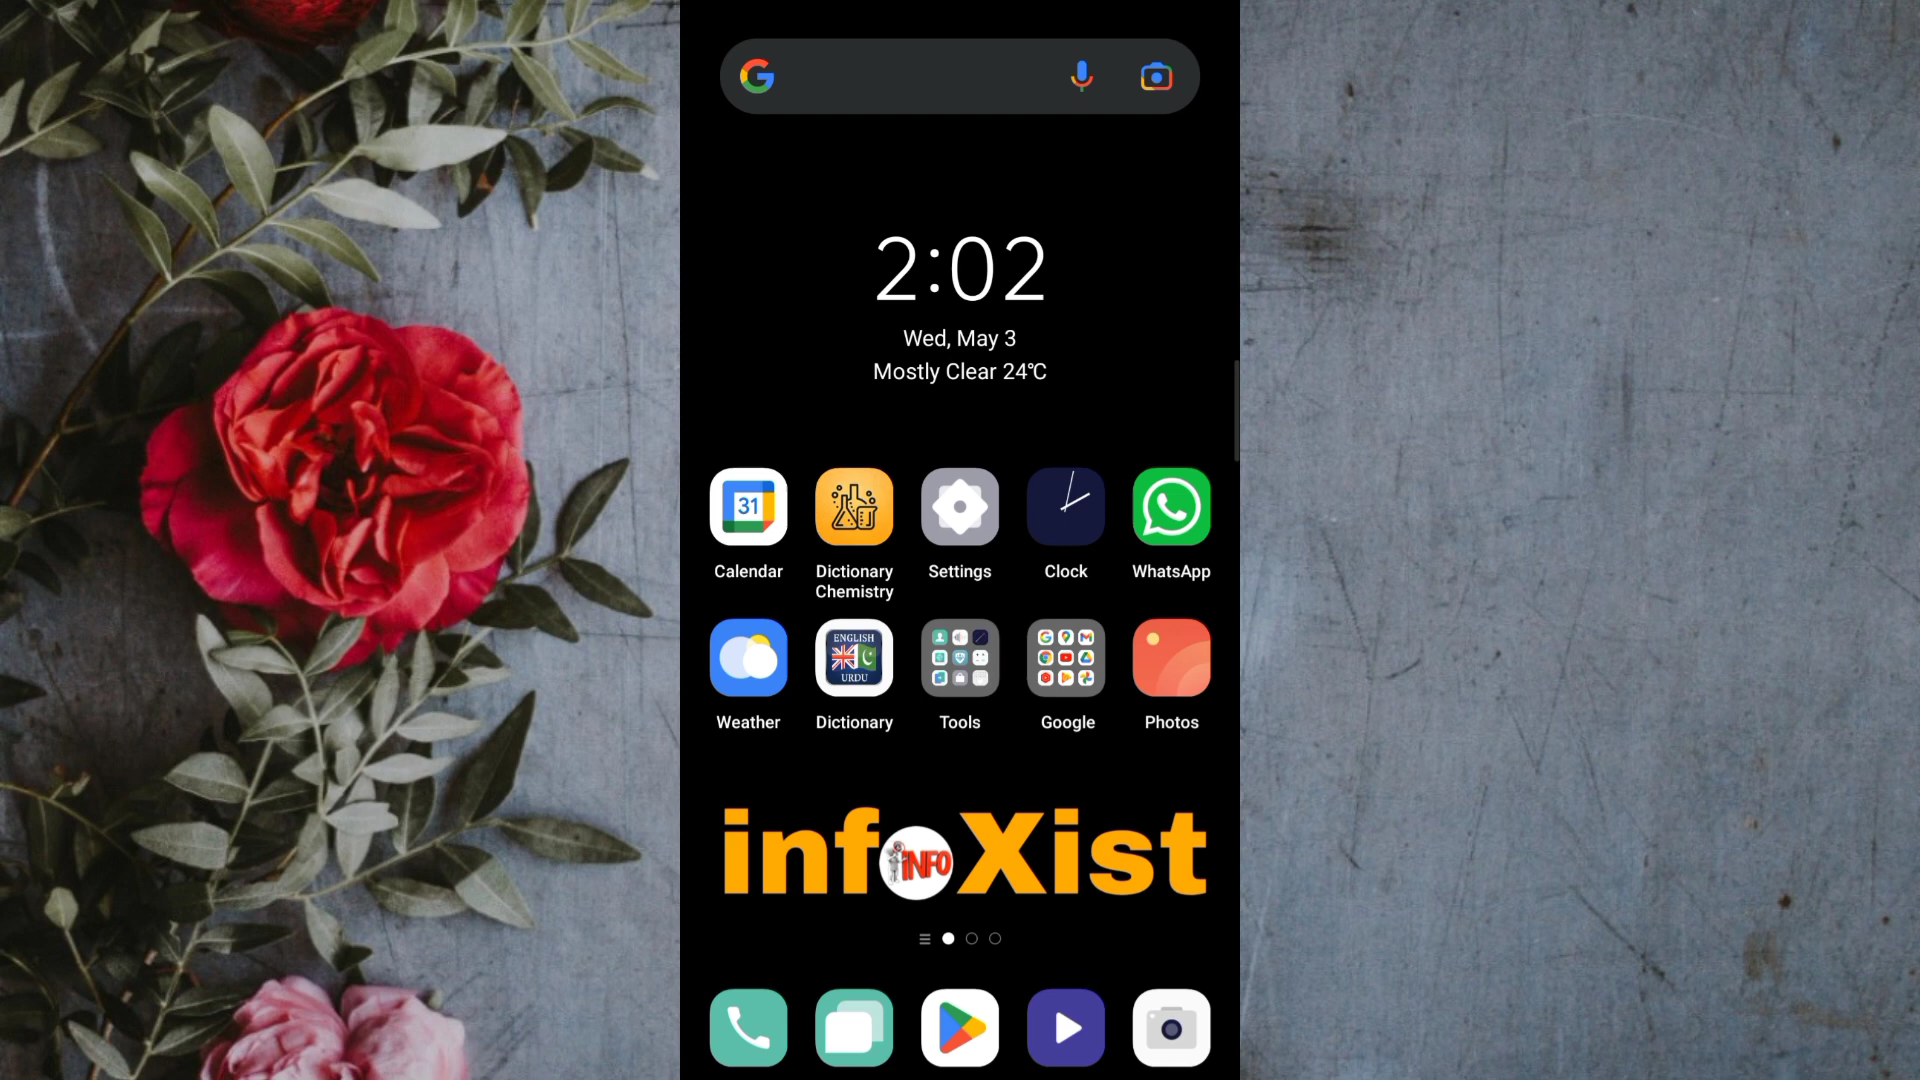 2:02
Wed, May 3
Mostly Clear 24℃
31
Calendar
Dictionary
Chemistry
Settings
Clock
WhatsApp
ENGLISH
URDU
Weather
Dictionary
Tools
Google
Photos
infoXist
iNFO